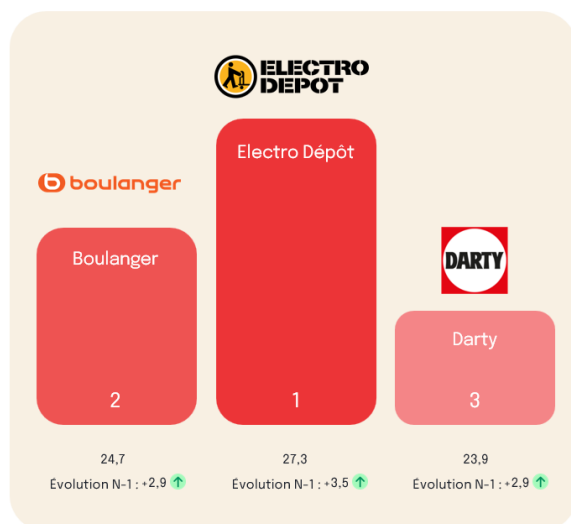 ELECTRO
DEPOT
boulanger
Electro Dépôt
Boulanger
DARTY
Darty
2
1
3
24,7
27,3
23,9
Évolution N-1 : +2,9
Évolution N-1 : +3,5
Évolution N-1 : +2,9